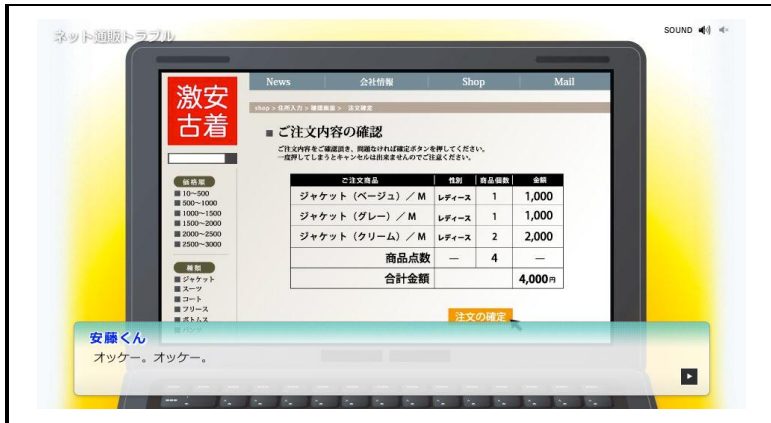 ネット通販トラブル
SOUND
News 会社情報 Shop Mail
激安
古着
shop > 住所入力 > 確認画面 > 注文確定
■ ご注文内容の確認
ご注文内容をご確認頂き、問題なければ確定ボタンを押してください。
一度押してしまうとキャンセルは出来ませんのでご注意ください。
ご注文商品 性別 商品個数 金額
ジャケット（ベージュ）／M レディース 1 1,000
ジャケット（グレー）／M レディース 1 1,000
ジャケット（クリーム）／M レディース 2 2,000
商品点数 — 4 —
合計金額 4,000円
注文の確定
価格順
■ 10~500
■ 500~1000
■ 1000~1500
■ 1500~2000
■ 2000~2500
■ 2500~3000
種類
■ ジャケット
■ スーツ
■ コート
■ フリース
■ ボトムス
安藤くん
オッケー。オッケー。